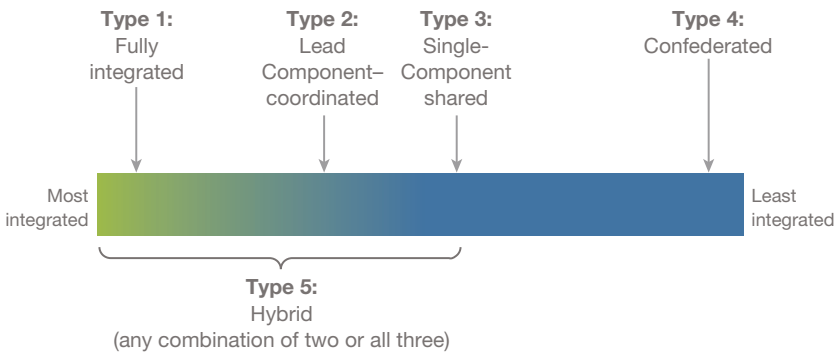 Type 1:
Fully
integrated
Type 2:
Lead
Component–
coordinated
Type 3:
Single-
Component
shared
Type 4:
Confederated
Most
integrated
Least
integrated
Type 5:
Hybrid
(any combination of two or all three)